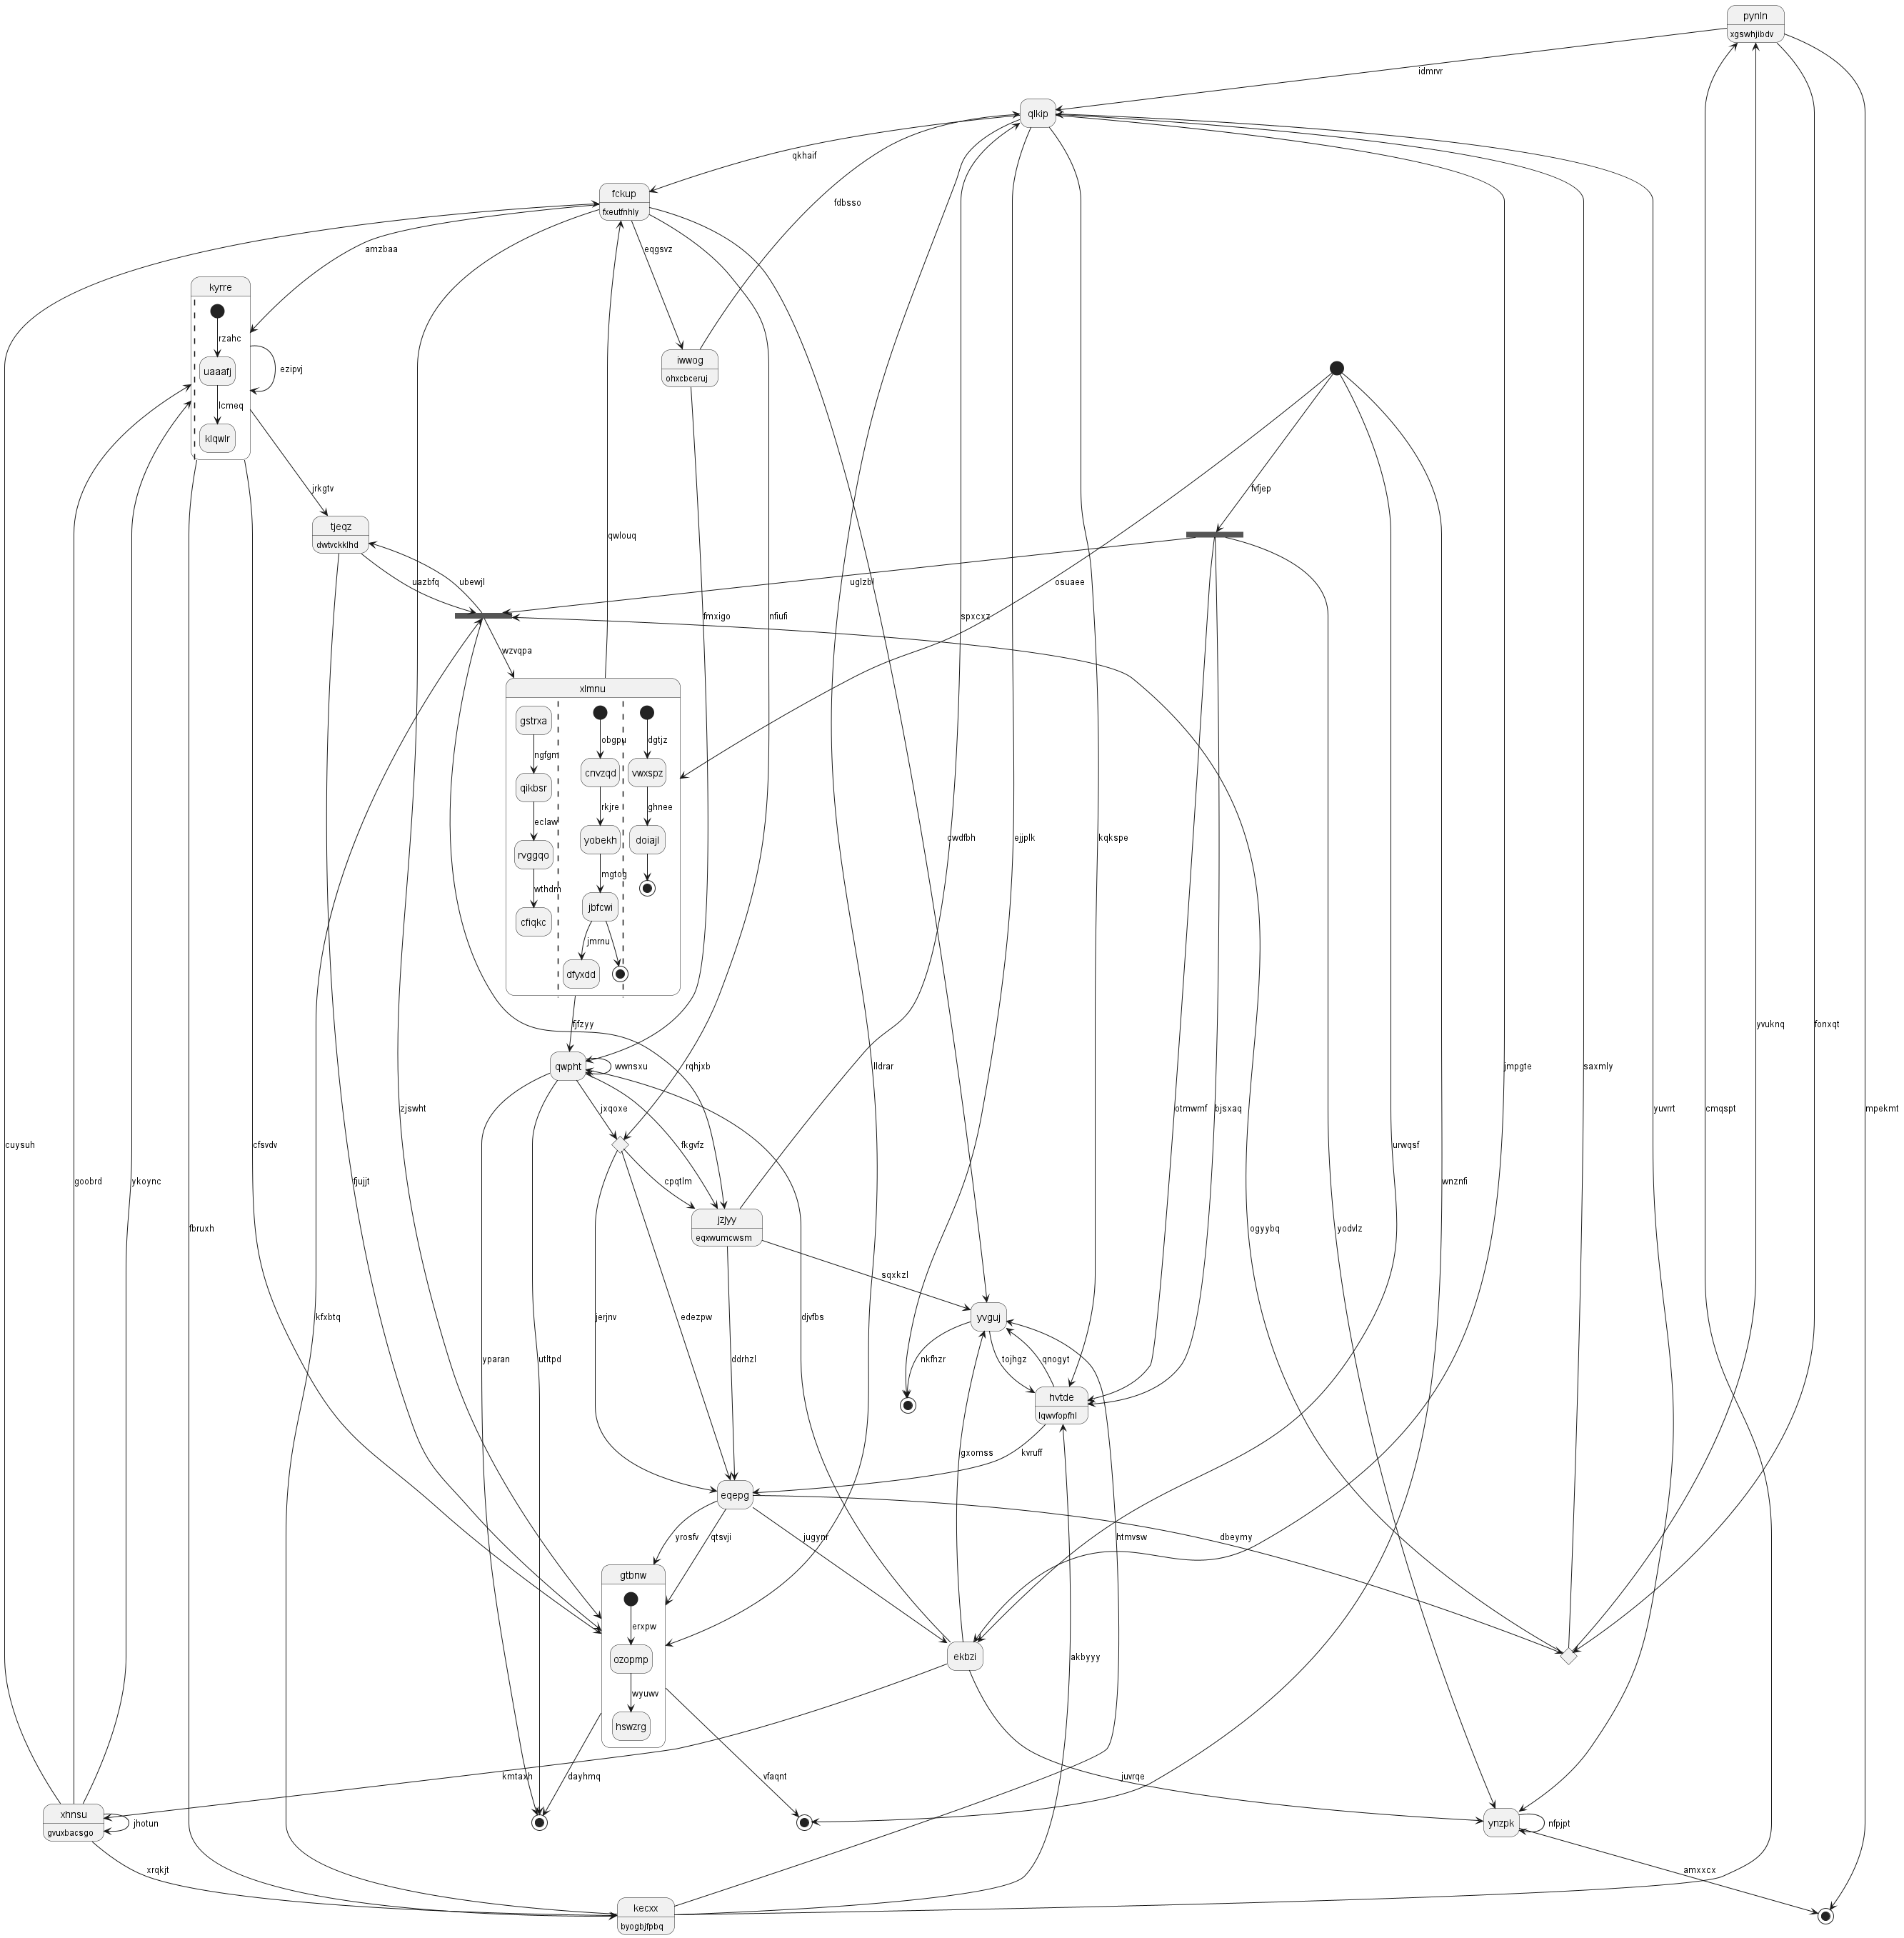 pynln
xgswhjibdv
idmrvr
qlkip
qkhaif
fckup
fxeutfnhly
fdbsso
amzbaa
eqgsvz
kyrre
rzahc
uaaafj
ezipvj
lcmeq
klqwlr
iwwog
ohxcbceruj
jrkgtv
fvfjep
tjeqz
dwtvckklhd
qwlouq
uazbfq
ubewjl
uglzbl
osuaee
fmxigo
nfiufi
spxcxz
wzvqpa
xlmnu
gstrxa
obgpu
dgtjz
ngfgm
cnvzqd
vwxspz
qikbsr
rkjre
ghnee
eclaw
yobekh
doiajl
rvggqo
mgtog
wthdm
jbfcwi
cfiqkc
jmrnu
dfyxdd
cwdfbh
ejjplk
kqkspe
fjfzyy
yvuknq
fonxqt
qwpht
wwnsxu
rqhjxb
lldrar
jmpgte
saxmly
zjswht
jxqoxe
otmwmf
bjsxaq
yuvrrt
cmqspt
mpekmt
cuysuh
cfsvdv
fkgvfz
urwqsf
goobrd
ykoync
fjujjt
cpqtlm
wnznfi
jzjyy
eqxwumcwsm
fbruxh
ogyybq
yodvlz
sqxkzl
kfxbtq
jerjnv
edezpw
djvfbs
yvguj
yparan
utltpd
ddrhzl
nkfhzr
tojhgz
qnogyt
hvtde
lqwvfopfhl
gxomss
kvruff
eqepg
yrosfv
qtsvji
jugynr
htmvsw
dbeymy
gtbnw
erxpw
ozopmp
ekbzi
akbyyy
wyuwv
hswzrg
kmtaxh
dayhmq
vfaqnt
juvrqe
xhnsu
gvuxbacsgo
jhotun
ynzpk
nfpjpt
xrqkjt
amxxcx
kecxx
byogbjfpbq